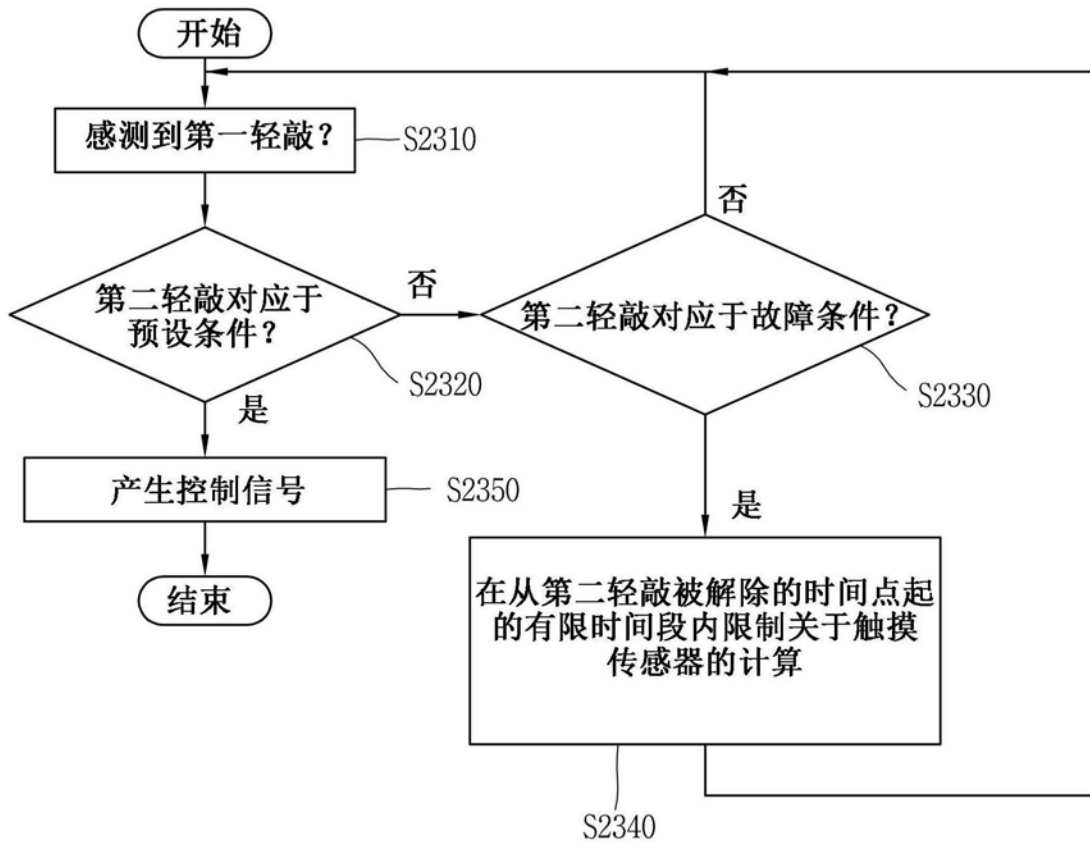 开始
感测到第一轻敲？
S2310
否
第二轻敲对应于
预设条件？
否
第二轻敲对应于故障条件？
S2320
S2330
是
产生控制信号
S2350
是
结束
在从第二轻敲被解除的时间点起
的有限时间段内限制关于触摸
传感器的计算
S2340